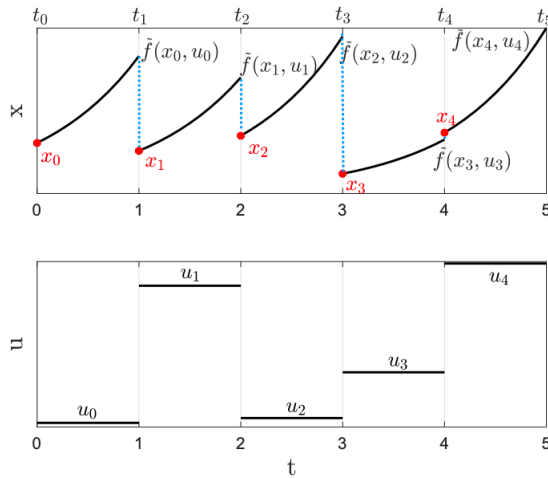 t₀ t₁ t₂ t₃ t₄ t₅
f̃(x₀, u₀) f̃(x₁, u₁) f̃(x₂, u₂) f̃(x₄, u₄)
x
x₀ x₁ x₂ x₃ x₄
f̃(x₃, u₃)
0 1 2 3 4 5
u
u₀ u₁ u₂ u₃ u₄
0 1 2 3 4 5
t